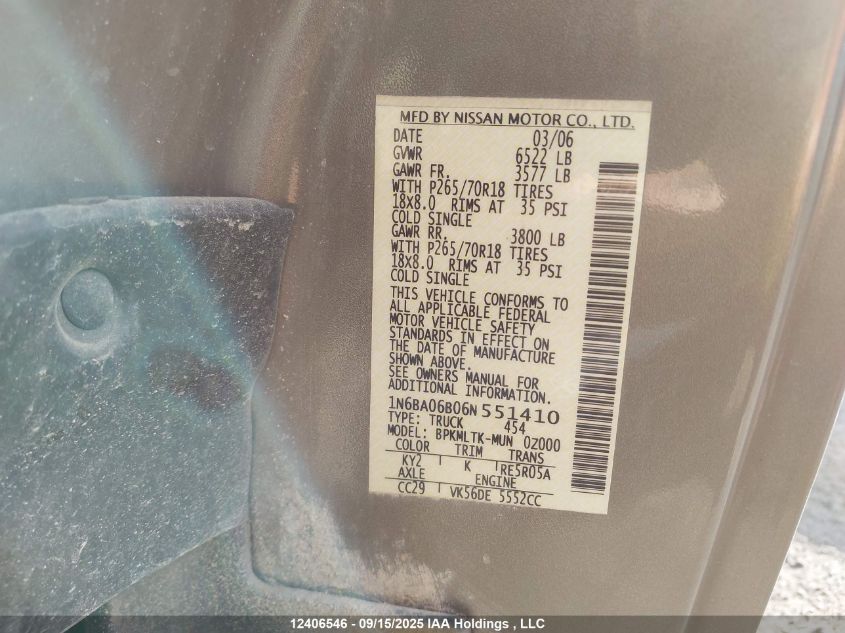 MFD BY NISSAN MOTOR CO., LTD.
DATE 03/06
GVWR 6522 LB
GAWR FR. 3577 LB
WITH P265/70R18 TIRES
18X8.0 RIMS AT 35 PSI
COLD SINGLE
GAWR RR. 3800 LB
WITH P265/70R18 TIRES
18X8.0 RIMS AT 35 PSI
COLD SINGLE
THIS VEHICLE CONFORMS TO
ALL APPLICABLE FEDERAL
MOTOR VEHICLE SAFETY
STANDARDS IN EFFECT ON
THE DATE OF MANUFACTURE
SHOWN ABOVE.
SEE OWNERS MANUAL FOR
ADDITIONAL INFORMATION.
1N6BA06B06N551410
TYPE: TRUCK 454
MODEL: BPKMLTK-MUN 0Z000
COLOR TRIM TRANS
KY2 K RE5R05A
AXLE ENGINE
CC29 VK56DE 5552CC
12406546 - 09/15/2025 IAA Holdings , LLC